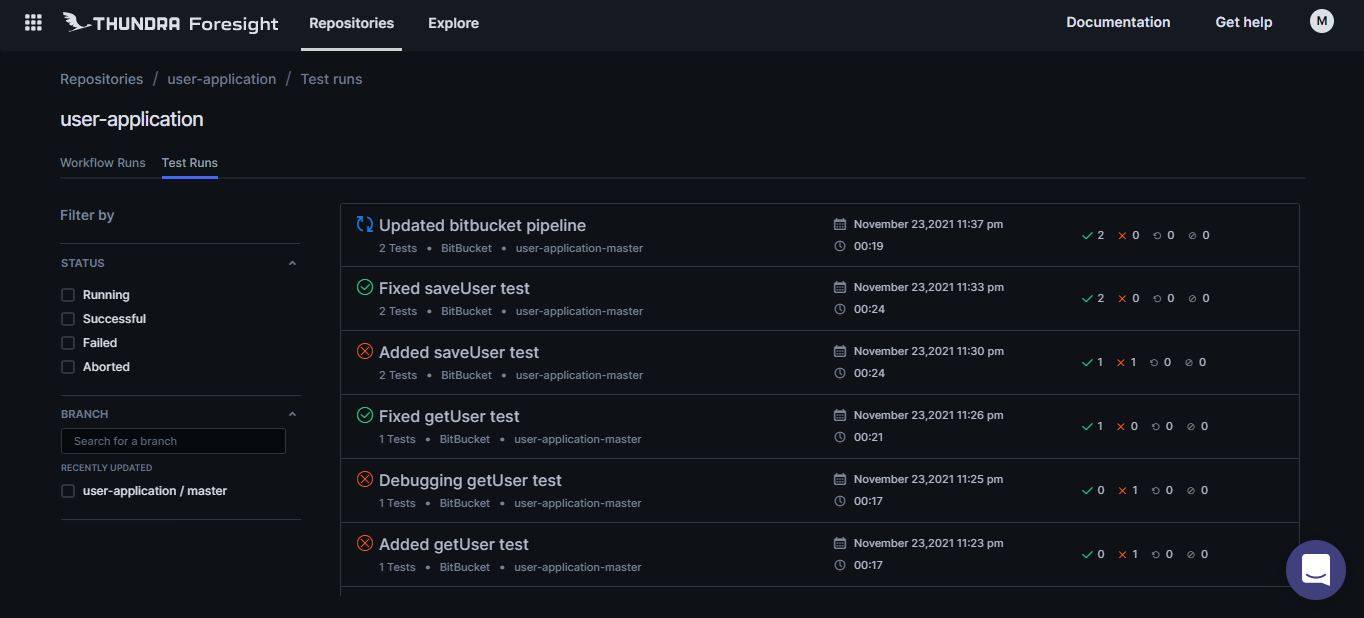 THUNDRA Foresight Repositories Explore Documentation Get help M
Repositories / user-application / Test runs
user-application
Workflow Runs Test Runs
Filter by
STATUS
Running
Successful
Failed
Aborted
BRANCH
Search for a branch
RECENTLY UPDATED
user-application / master
Updated bitbucket pipeline
2 Tests • BitBucket • user-application-master
November 23,2021 11:37 pm
00:19
2 0 0 0
Fixed saveUser test
2 Tests • BitBucket • user-application-master
November 23,2021 11:33 pm
00:24
2 0 0 0
Added saveUser test
2 Tests • BitBucket • user-application-master
November 23,2021 11:30 pm
00:24
1 1 0 0
Fixed getUser test
1 Tests • BitBucket • user-application-master
November 23,2021 11:26 pm
00:21
1 0 0 0
Debugging getUser test
1 Tests • BitBucket • user-application-master
November 23,2021 11:25 pm
00:17
0 1 0 0
Added getUser test
1 Tests • BitBucket • user-application-master
November 23,2021 11:23 pm
00:17
0 1 0 0